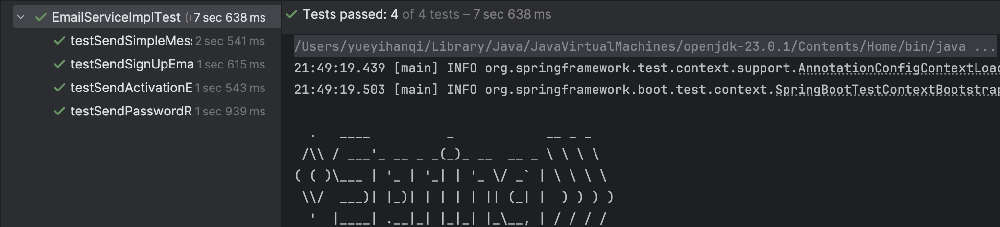 EmailServiceImplTest ( 7 sec 638 ms
testSendSimpleMes 2 sec 541 ms
testSendSignUpEma 1 sec 615 ms
testSendActivationE 1 sec 543 ms
testSendPasswordR 1 sec 939 ms
Tests passed: 4 of 4 tests – 7 sec 638 ms
/Users/yueyihanqi/Library/Java/JavaVirtualMachines/openjdk-23.0.1/Contents/Home/bin/java ...
21:49:19.439 [main] INFO org.springframework.test.context.support.AnnotationConfigContextLoad
21:49:19.503 [main] INFO org.springframework.boot.test.context.SpringBootTestContextBootstrap
  .   ____          _            __ _ _
 /\\ / ___'_ __ _ _(_)_ __  __ _ \ \ \ \
( ( )\___ | '_ | '_| | '_ \/ _` | \ \ \ \
 \\/  ___)| |_)| | | | | || (_| |  ) ) ) )
  '  |____| .__|_| |_|_| |_\__, | / / / /